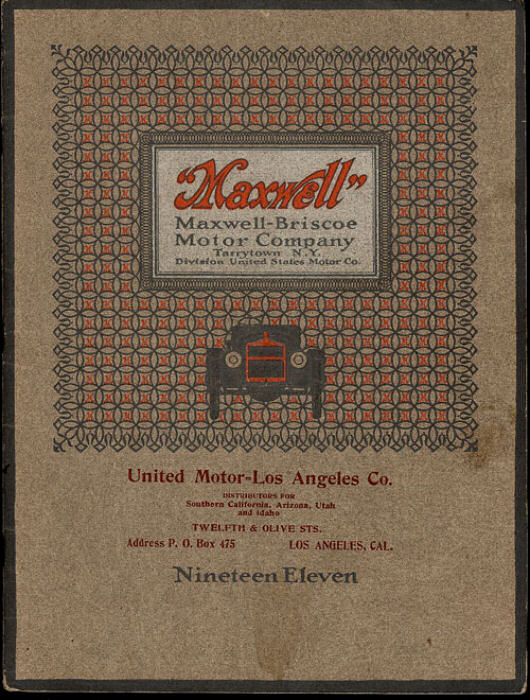 "Maxwell"
Maxwell-Briscoe
Motor Company
Tarrytown N.Y.
Division United States Motor Co.
United Motor-Los Angeles Co.
DISTRIBUTORS FOR
Southern California, Arizona, Utah
and Idaho
TWELFTH & OLIVE STS.
Address P. O. Box 475 LOS ANGELES, CAL.
Nineteen Eleven